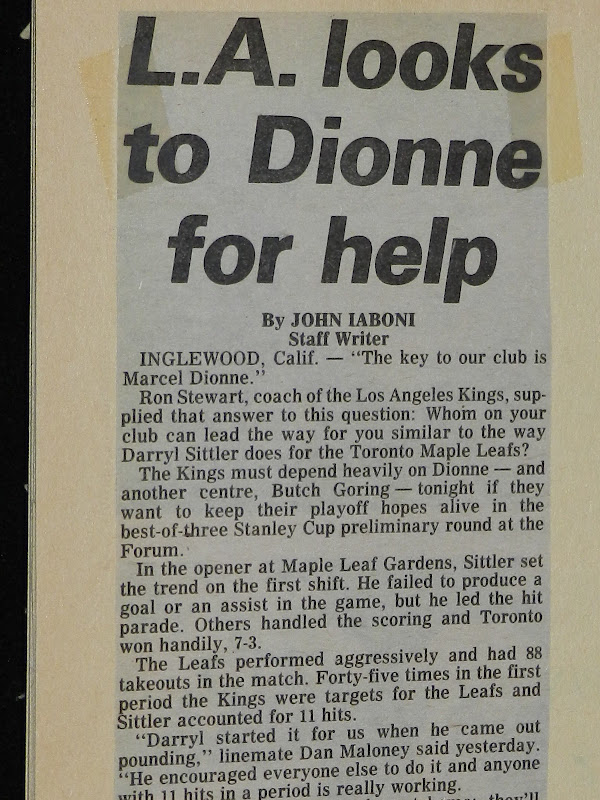 L.A. looks
to Dionne
for help
By JOHN IABONI
Staff Writer
INGLEWOOD, Calif. — "The key to our club is
Marcel Dionne."
Ron Stewart, coach of the Los Angeles Kings, sup-
plied that answer to this question: Whom on your
club can lead the way for you similar to the way
Darryl Sittler does for the Toronto Maple Leafs?
The Kings must depend heavily on Dionne — and
another centre, Butch Goring — tonight if they
want to keep their playoff hopes alive in the
best-of-three Stanley Cup preliminary round at the
Forum.
In the opener at Maple Leaf Gardens, Sittler set
the trend on the first shift. He failed to produce a
goal or an assist in the game, but he led the hit
parade. Others handled the scoring and Toronto
won handily, 7-3.
The Leafs performed aggressively and had 88
takeouts in the match. Forty-five times in the first
period the Kings were targets for the Leafs and
Sittler accounted for 11 hits.
"Darryl started it for us when he came out
pounding," linemate Dan Maloney said yesterday.
"He encouraged everyone else to do it and anyone
with 11 hits in a period is really working.
they'll